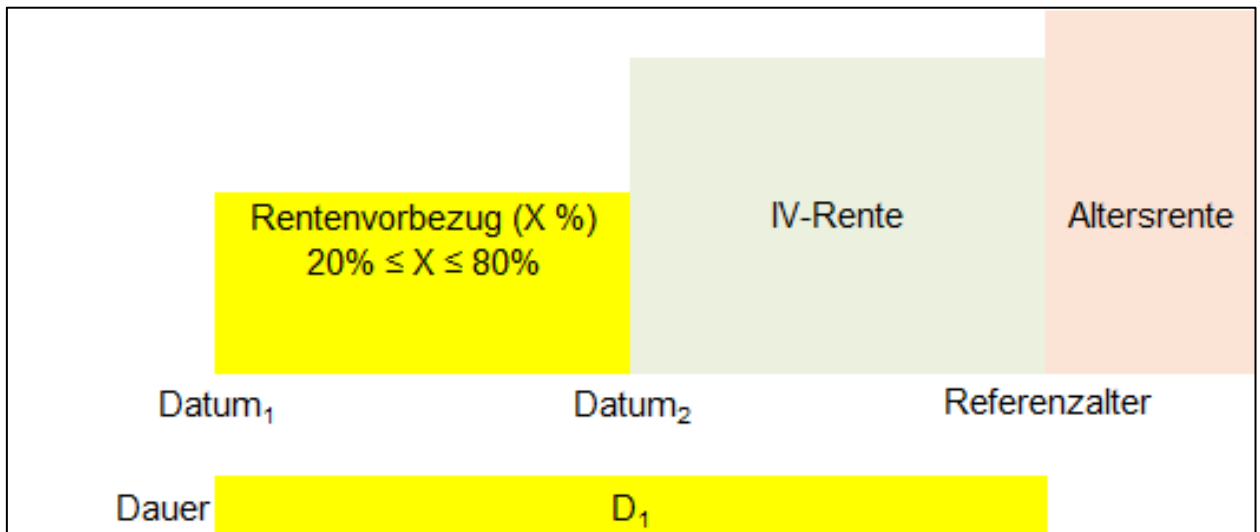 Rentenvorbezug (X %)
20% ≤ X ≤ 80%
IV-Rente
Altersrente
Datum₁
Datum₂
Referenzalter
Dauer
D₁